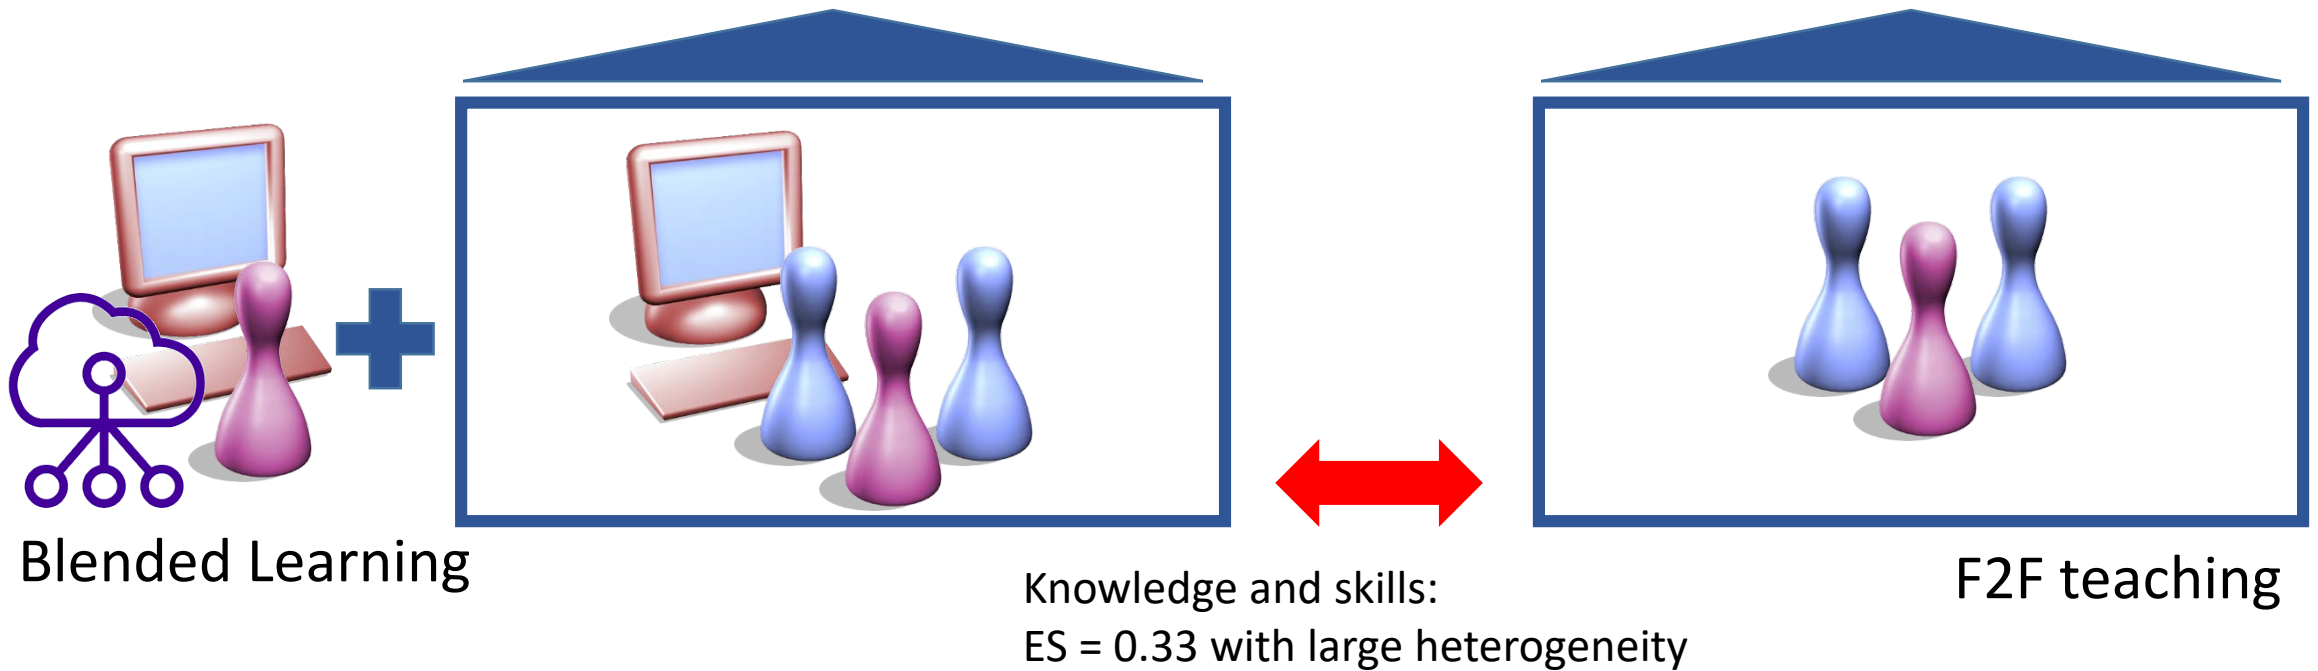 Blended Learning
F2F teaching
Knowledge and skills:
ES = 0.33 with large heterogeneity